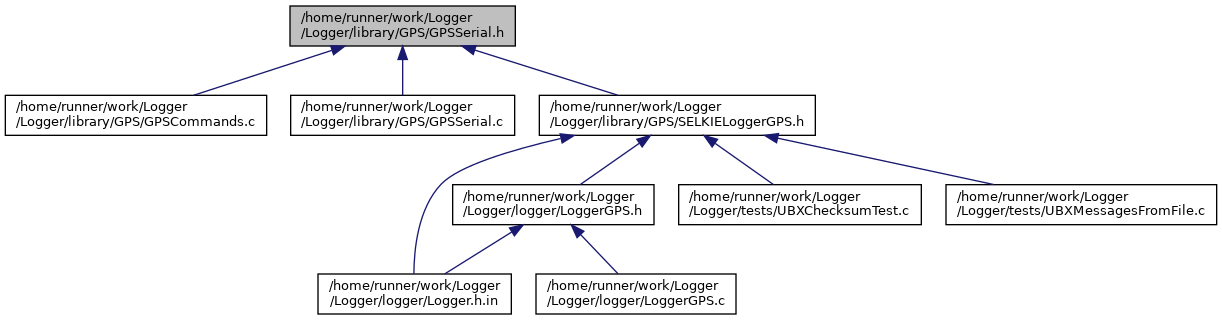 /home/runner/work/Logger
/Logger/library/GPS/GPSSerial.h
/home/runner/work/Logger
/Logger/library/GPS/GPSCommands.c
/home/runner/work/Logger
/Logger/library/GPS/GPSSerial.c
/home/runner/work/Logger
/Logger/library/GPS/SELKIELoggerGPS.h
/home/runner/work/Logger
/Logger/logger/LoggerGPS.h
/home/runner/work/Logger
/Logger/tests/UBXChecksumTest.c
/home/runner/work/Logger
/Logger/tests/UBXMessagesFromFile.c
/home/runner/work/Logger
/Logger/logger/Logger.h.in
/home/runner/work/Logger
/Logger/logger/LoggerGPS.c